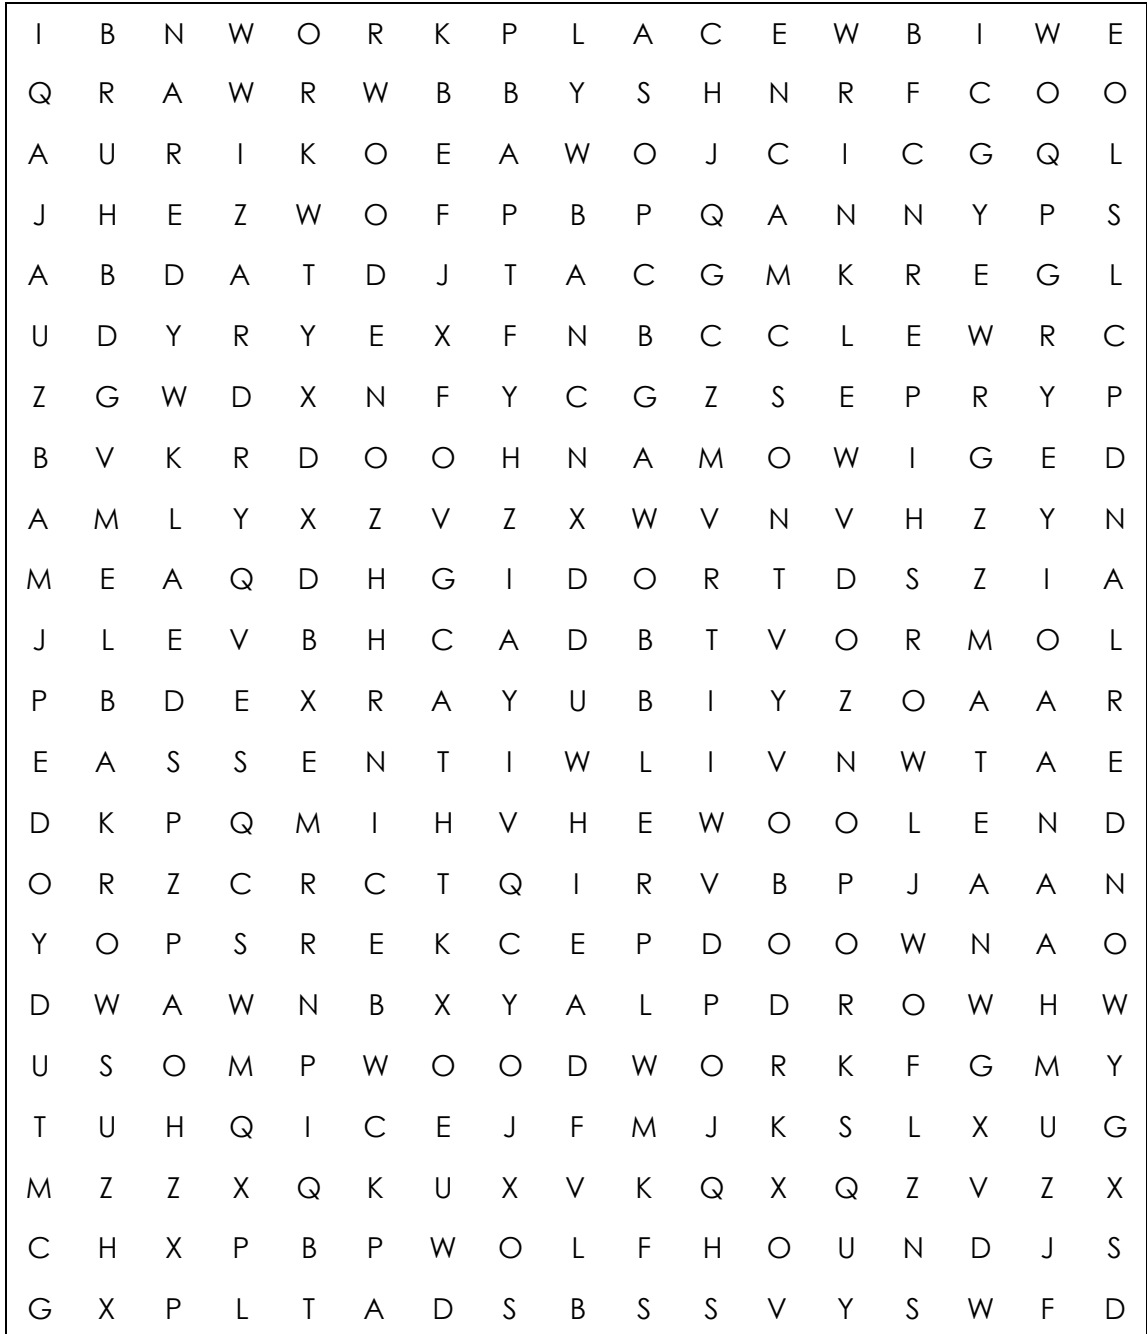 I B N W O R K P L A C E W B I W E
Q R A W R W B B Y S H N R F C O O
A U R I K O E A W O J C I C G Q L
J H E Z W O F P B P Q A N N Y P S
A B D A T D J T A C G M K R E G L
U D Y R Y E X F N B C C L E W R C
Z G W D X N F Y C G Z S E P R Y P
B V K R D O O H N A M O W I G E D
A M L Y X Z V Z X W V N V H Z Y N
M E A Q D H G I D O R T D S Z I A
J L E V B H C A D B T V O R M O L
P B D E X R A Y U B I Y Z O A A R
E A S S E N T I W L I V N W T A E
D K P Q M I H V H E W O O L E N D
O R Z C R C T Q I R V B P J A A N
Y O P S R E K C E P D O O W N A O
D W A W N B X Y A L P D R O W H W
U S O M P W O O D W O R K F G M Y
T U H Q I C E J F M J K S L X U G
M Z Z X Q K U X V K Q X Q Z V Z X
C H X P B P W O L F H O U N D J S
G X P L T A D S B S S V Y S W F D